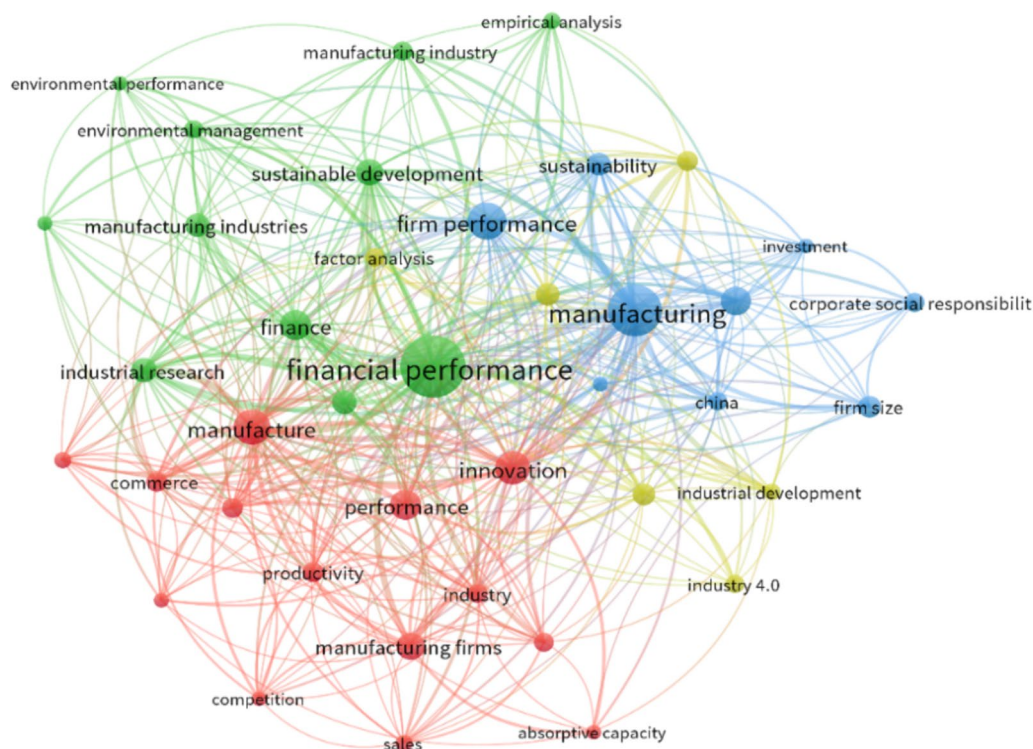 empirical analysis
manufacturing industry
environmental performance
environmental management
sustainability
sustainable development
firm performance
manufacturing industries
investment
factor analysis
corporate social responsibilit
manufacturing
finance
financial performance
industrial research
china
firm size
manufacture
innovation
commerce
industrial development
performance
productivity
industry 4.0
industry
manufacturing firms
competition
absorptive capacity
sales